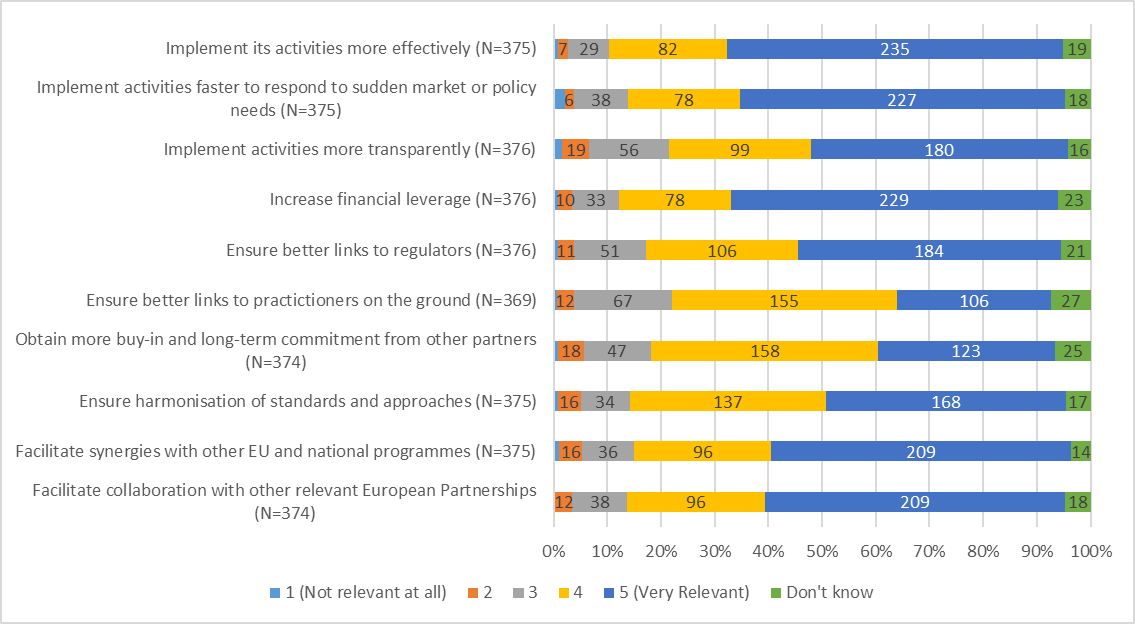 Implement its activities more effectively (N=375)
7 29 82 235 19
Implement activities faster to respond to sudden market or policy
needs (N=375)
6 38 78 227 18
Implement activities more transparently (N=376)
19 56 99 180 16
Increase financial leverage (N=376)
10 33 78 229 23
Ensure better links to regulators (N=376)
11 51 106 184 21
Ensure better links to practictioners on the ground (N=369)
12 67 155 106 27
Obtain more buy-in and long-term commitment from other partners
(N=374)
18 47 158 123 25
Ensure harmonisation of standards and approaches (N=375)
16 34 137 168 17
Facilitate synergies with other EU and national programmes (N=375)
16 36 96 209 14
Facilitate collaboration with other relevant European Partnerships
(N=374)
12 38 96 209 18
0% 10% 20% 30% 40% 50% 60% 70% 80% 90% 100%
1 (Not relevant at all) 2 3 4 5 (Very Relevant) Don't know